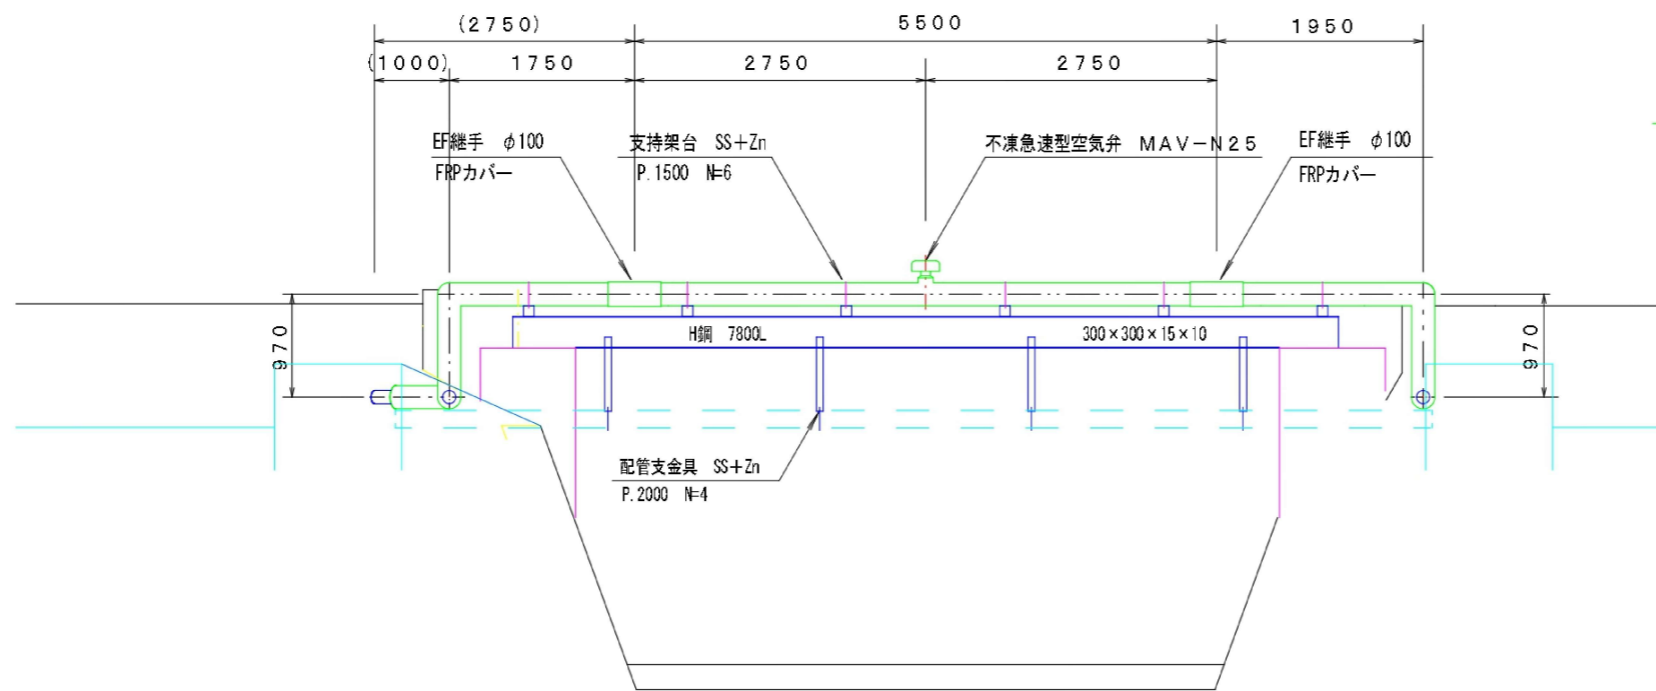 (2750)
5500
1950
(1000)
1750
2750
2750
EF継手 φ100
FRPカバー
支持架台 SS+Zn
P.1500 N=6
不凍急速型空気弁 MAV-N25
EF継手 φ100
FRPカバー
970
H鋼 7800L
300×300×15×10
970
配管支金具 SS+Zn
P.2000 N=4